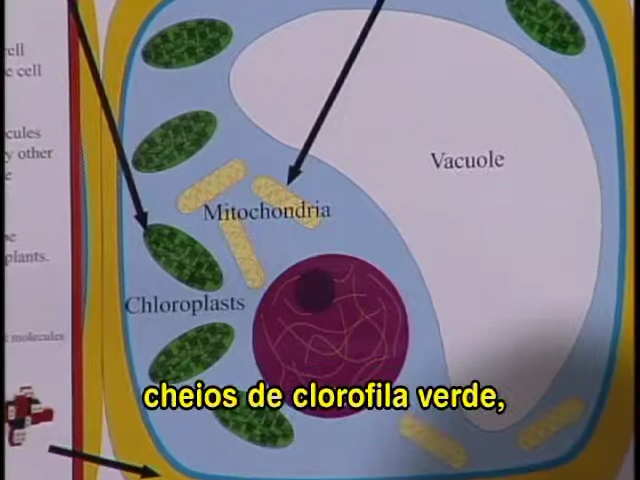 cell
e cell
cules
y other
e
plants.
molecules
Vacuole
Mitochondria
Chloroplasts
cheios de clorofila verde,